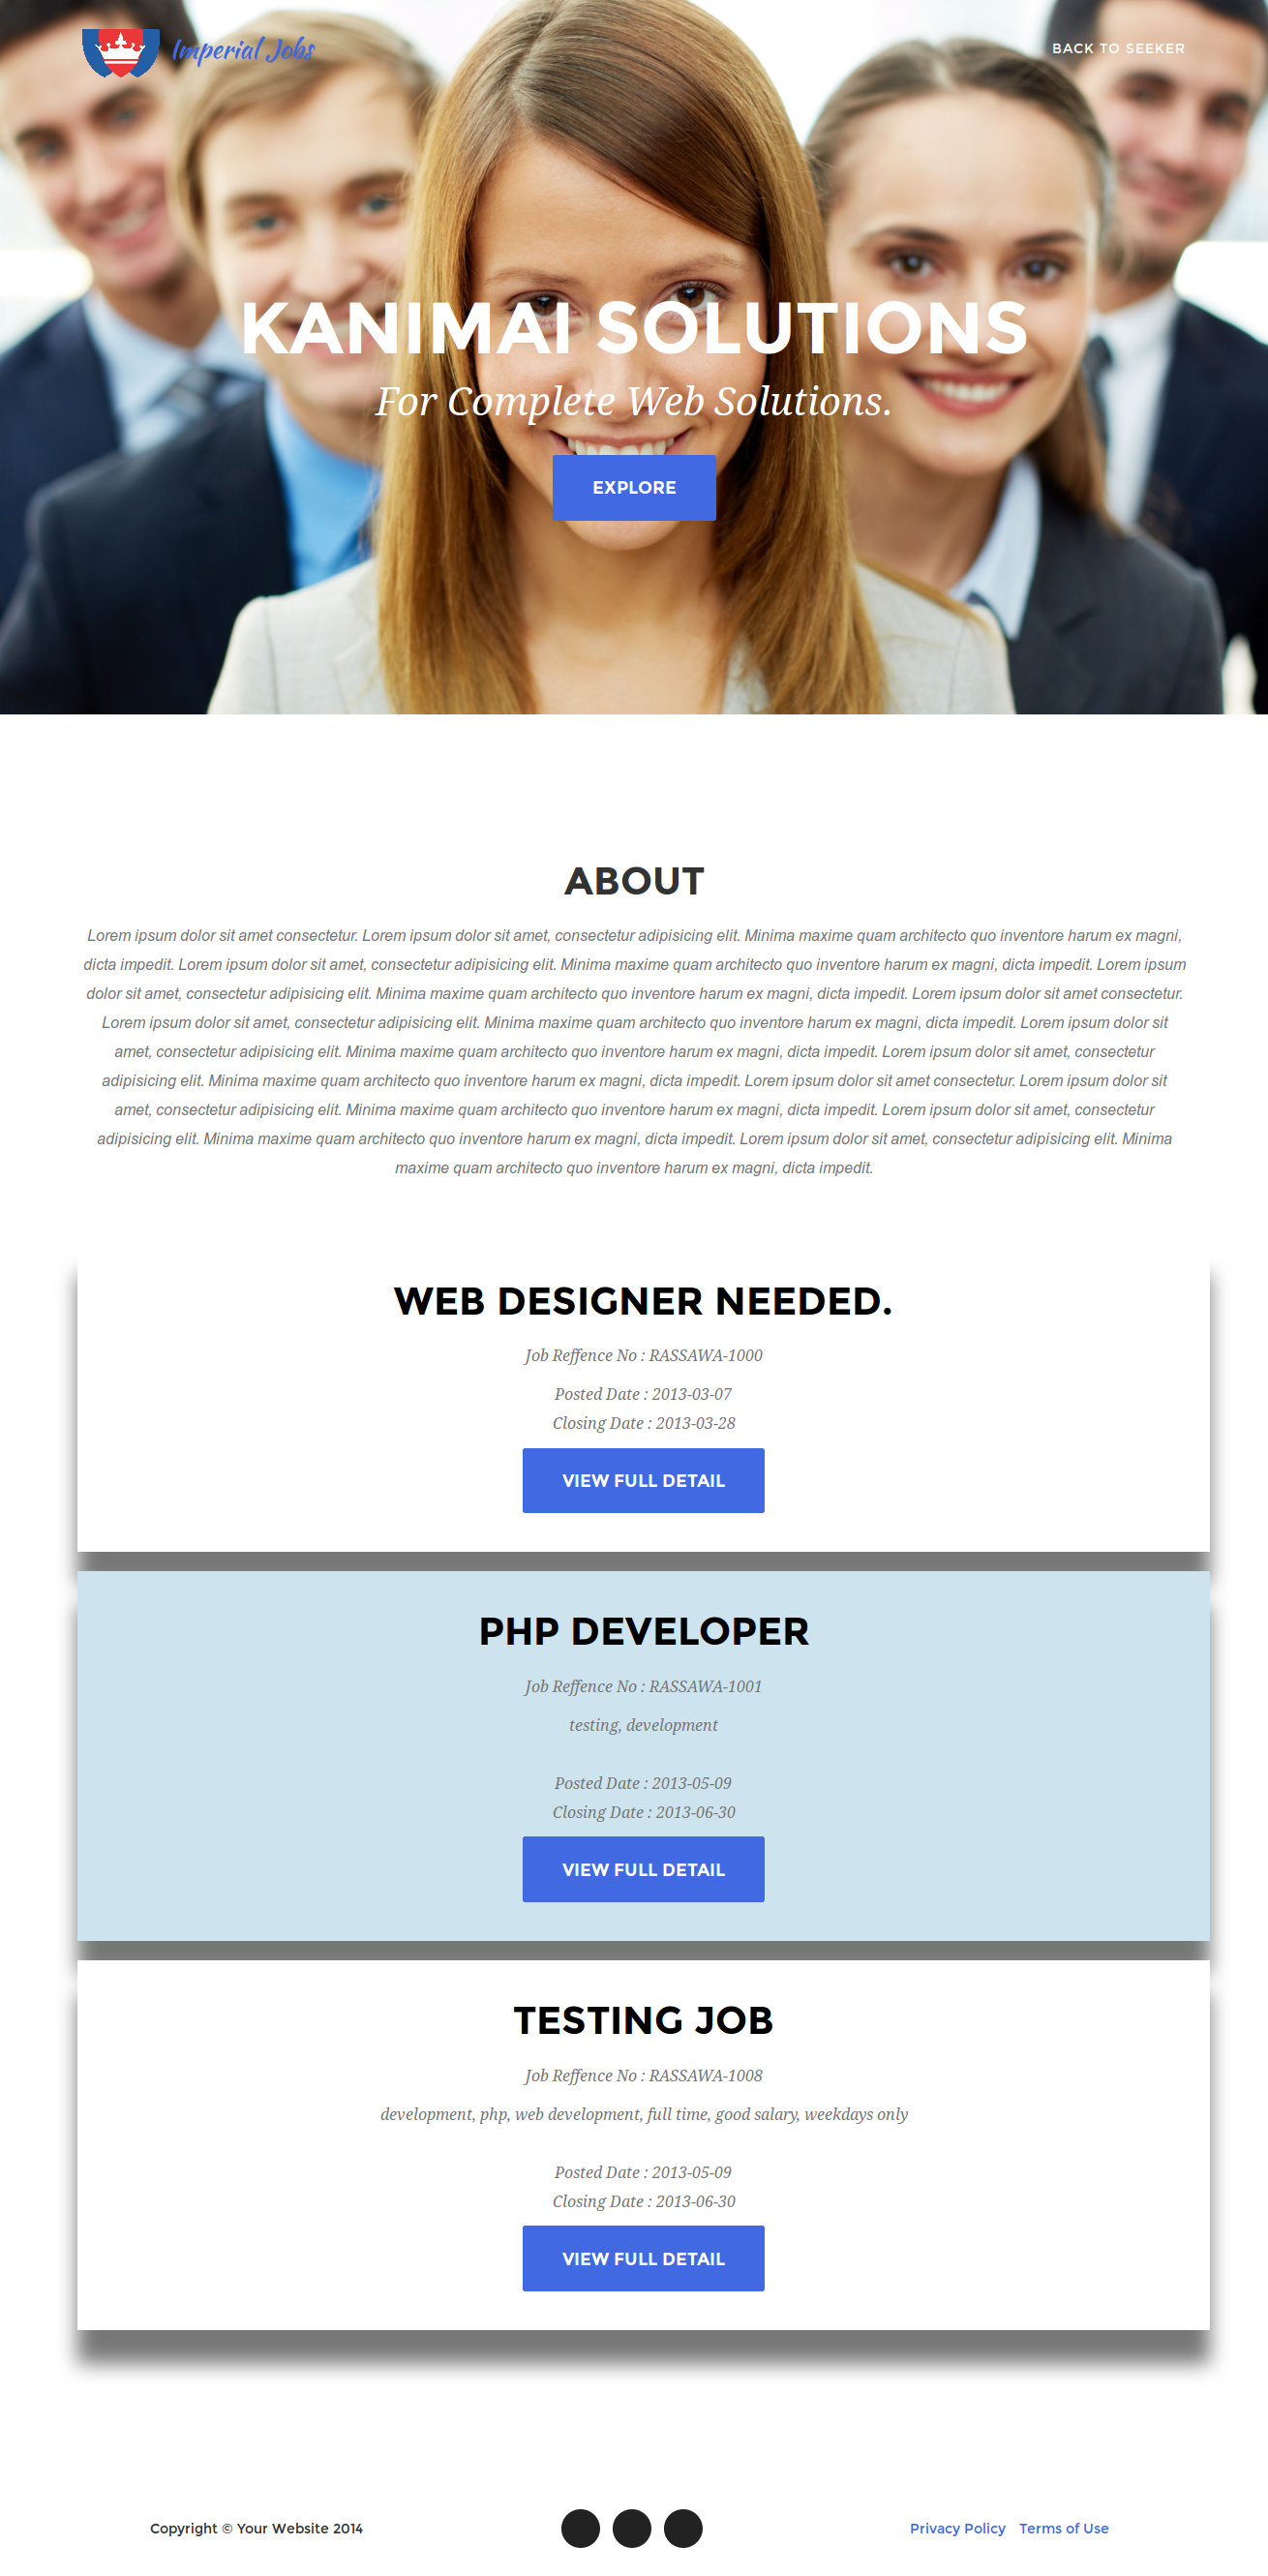 Imperial Jobs
BACK TO SEEKER
KANIMAI SOLUTIONS
For Complete Web Solutions.
EXPLORE
ABOUT
Lorem ipsum dolor sit amet consectetur. Lorem ipsum dolor sit amet, consectetur adipisicing elit. Minima maxime quam architecto quo inventore harum ex magni,
dicta impedit. Lorem ipsum dolor sit amet, consectetur adipisicing elit. Minima maxime quam architecto quo inventore harum ex magni, dicta impedit. Lorem ipsum
dolor sit amet, consectetur adipisicing elit. Minima maxime quam architecto quo inventore harum ex magni, dicta impedit. Lorem ipsum dolor sit amet consectetur.
Lorem ipsum dolor sit amet, consectetur adipisicing elit. Minima maxime quam architecto quo inventore harum ex magni, dicta impedit. Lorem ipsum dolor sit
amet, consectetur adipisicing elit. Minima maxime quam architecto quo inventore harum ex magni, dicta impedit. Lorem ipsum dolor sit amet, consectetur
adipisicing elit. Minima maxime quam architecto quo inventore harum ex magni, dicta impedit. Lorem ipsum dolor sit amet consectetur. Lorem ipsum dolor sit
amet, consectetur adipisicing elit. Minima maxime quam architecto quo inventore harum ex magni, dicta impedit. Lorem ipsum dolor sit amet, consectetur
adipisicing elit. Minima maxime quam architecto quo inventore harum ex magni, dicta impedit. Lorem ipsum dolor sit amet, consectetur adipisicing elit. Minima
maxime quam architecto quo inventore harum ex magni, dicta impedit.
WEB DESIGNER NEEDED.
Job Reffence No : RASSAWA-1000
Posted Date : 2013-03-07
Closing Date : 2013-03-28
VIEW FULL DETAIL
PHP DEVELOPER
Job Reffence No : RASSAWA-1001
testing, development
Posted Date : 2013-05-09
Closing Date : 2013-06-30
VIEW FULL DETAIL
TESTING JOB
Job Reffence No : RASSAWA-1008
development, php, web development, full time, good salary, weekdays only
Posted Date : 2013-05-09
Closing Date : 2013-06-30
VIEW FULL DETAIL
Copyright © Your Website 2014
Privacy Policy Terms of Use